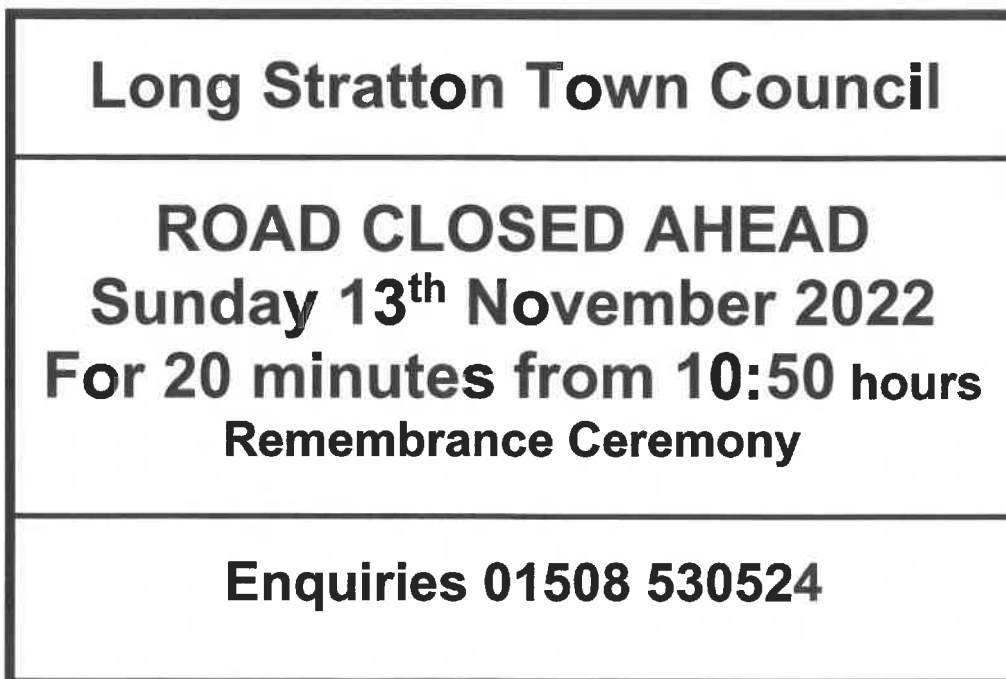 Long Stratton Town Council
ROAD CLOSED AHEAD
Sunday 13th November 2022
For 20 minutes from 10:50 hours
Remembrance Ceremony
Enquiries 01508 530524